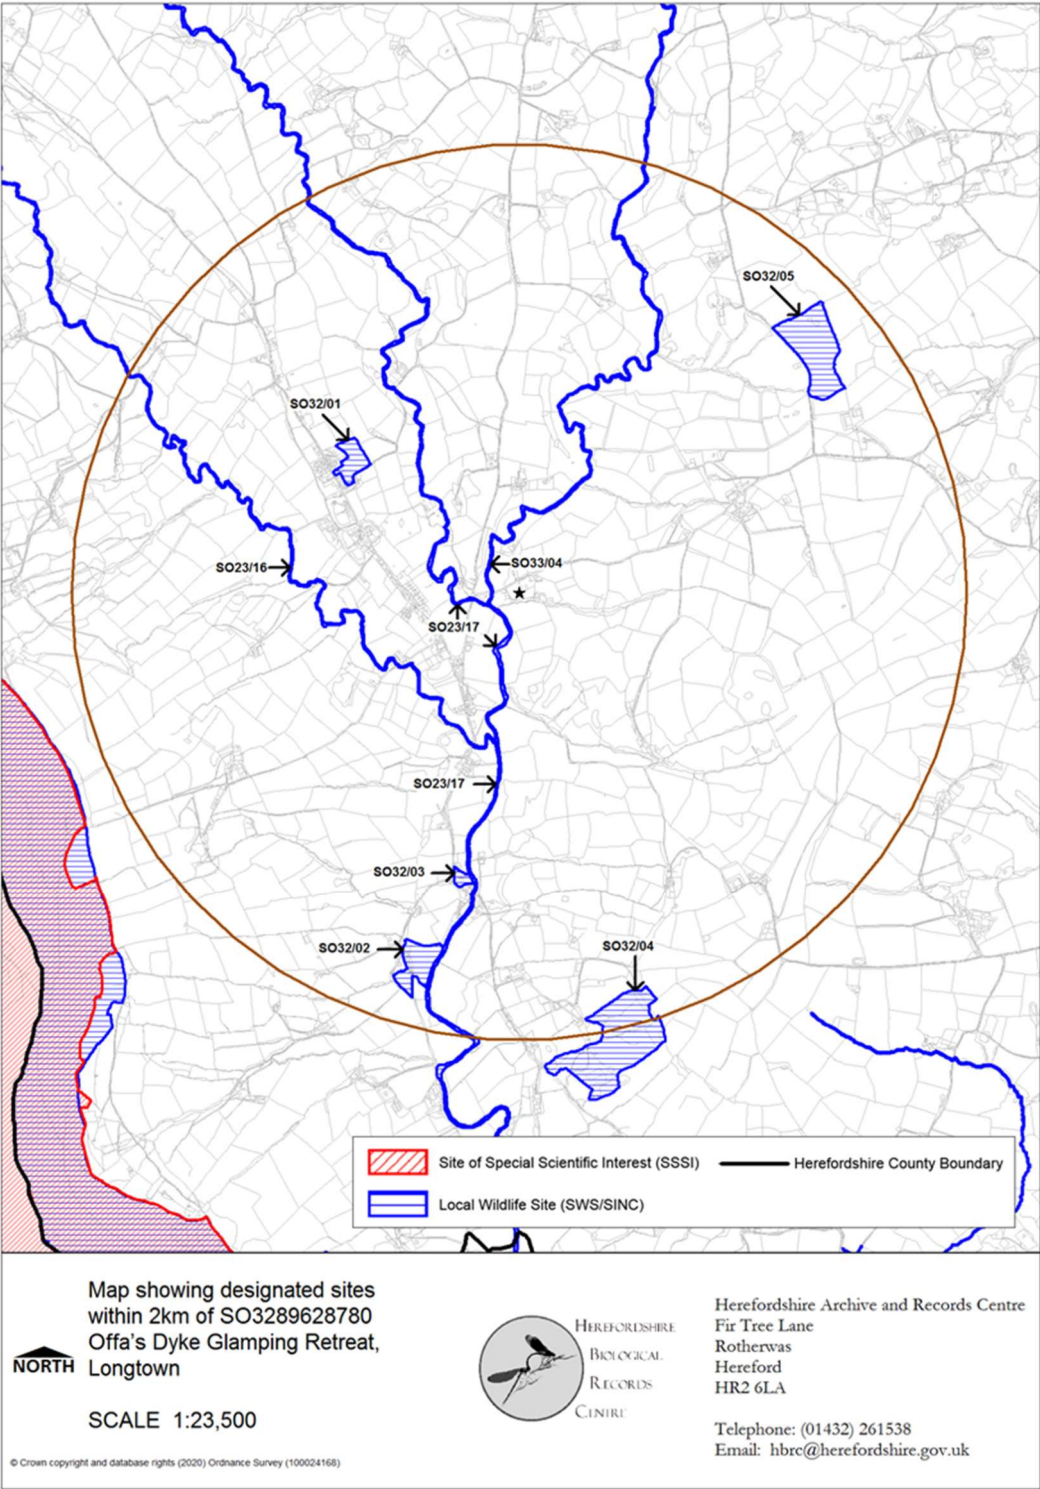 SO32/05
SO32/01
SO23/16
SO33/04
SO23/17
SO23/17
SO32/03
SO32/02
SO32/04
Site of Special Scientific Interest (SSSI)
Herefordshire County Boundary
Local Wildlife Site (SWS/SINC)
Map showing designated sites
within 2km of SO3289628780
Offa's Dyke Glamping Retreat,
Longtown
NORTH
SCALE 1:23,500
© Crown copyright and database rights (2020) Ordnance Survey (100024168)
HEREFORDSHIRE
BIOLOGICAL
RECORDS
CENTRE
Herefordshire Archive and Records Centre
Fir Tree Lane
Rotherwas
Hereford
HR2 6LA
Telephone: (01432) 261538
Email: hbrc@herefordshire.gov.uk